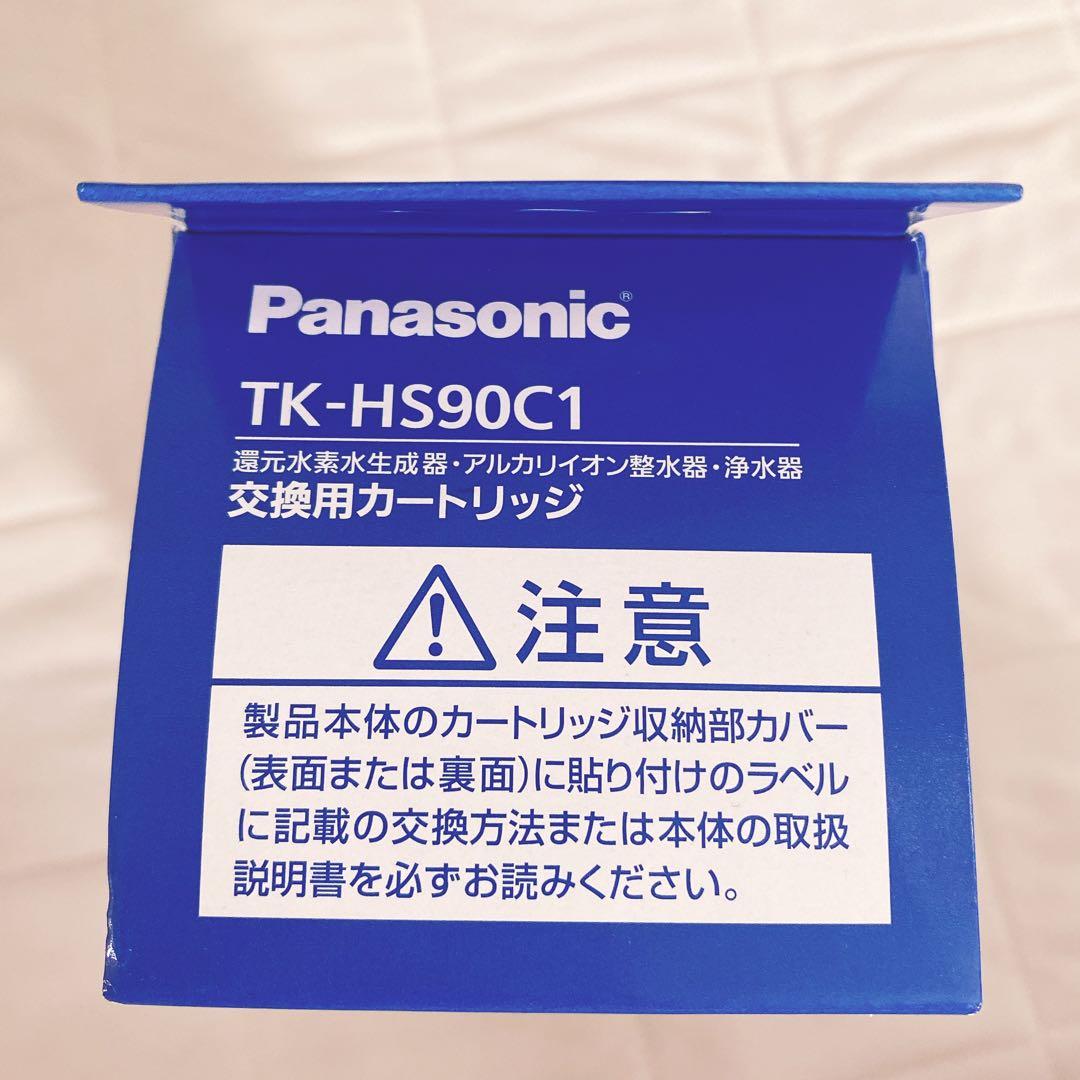 Panasonic®
TK-HS90C1
還元水素水生成器・アルカリイオン整水器・浄水器
交換用カートリッジ
注意
製品本体のカートリッジ収納部カバー
(表面または裏面)に貼り付けのラベル
に記載の交換方法または本体の取扱
説明書を必ずお読みください。